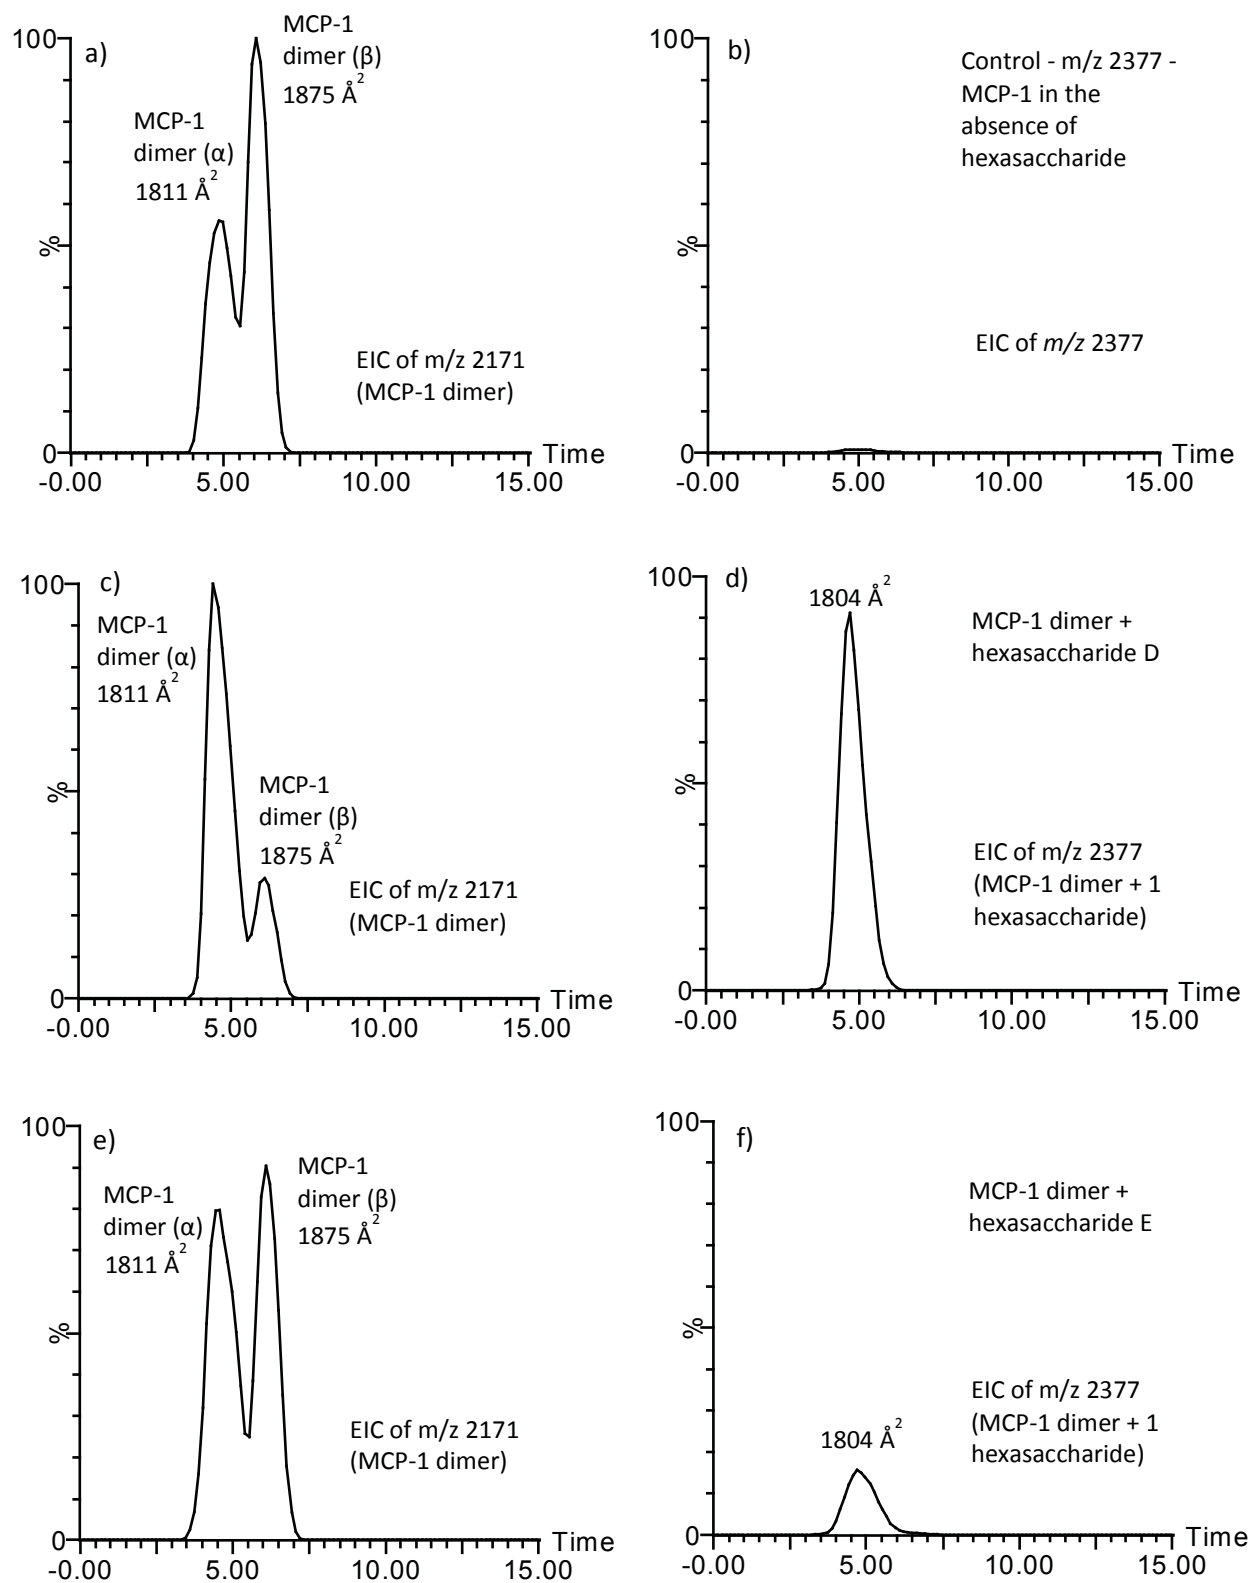 a)
100
%
0
MCP-1
dimer (α)
1811 Å2
MCP-1
dimer (β)
1875 Å2
EIC of m/z 2171
(MCP-1 dimer)
Time
-0.00 5.00 10.00 15.00
b)
100
%
0
Control - m/z 2377 -
MCP-1 in the
absence of
hexasaccharide
EIC of m/z 2377
Time
-0.00 5.00 10.00 15.00
c)
100
%
0
MCP-1
dimer (α)
1811 Å2
MCP-1
dimer (β)
1875 Å2
EIC of m/z 2171
(MCP-1 dimer)
Time
-0.00 5.00 10.00 15.00
d)
100
%
0
1804 Å2
MCP-1 dimer +
hexasaccharide D
EIC of m/z 2377
(MCP-1 dimer + 1
hexasaccharide)
Time
-0.00 5.00 10.00 15.00
e)
100
%
0
MCP-1
dimer (α)
1811 Å2
MCP-1
dimer (β)
1875 Å2
EIC of m/z 2171
(MCP-1 dimer)
Time
-0.00 5.00 10.00 15.00
f)
100
%
0
MCP-1 dimer +
hexasaccharide E
1804 Å2
EIC of m/z 2377
(MCP-1 dimer + 1
hexasaccharide)
Time
-0.00 5.00 10.00 15.00